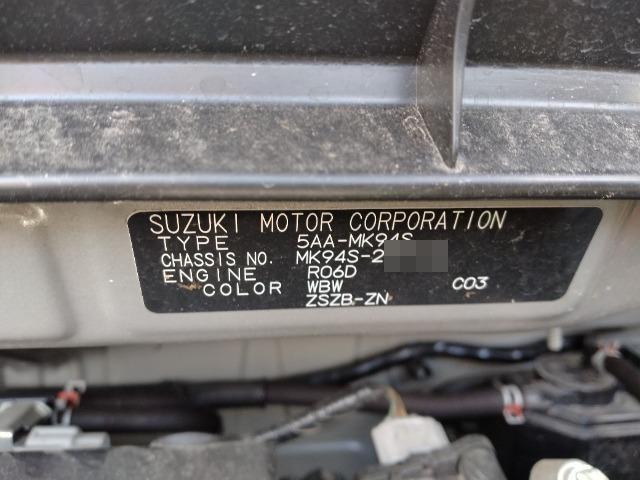 SUZUKI MOTOR CORPORATION
TYPE 5AA-MK94S
CHASSIS NO. MK94S-2
ENGINE R06D
COLOR WBW C03
ZSZB-ZN